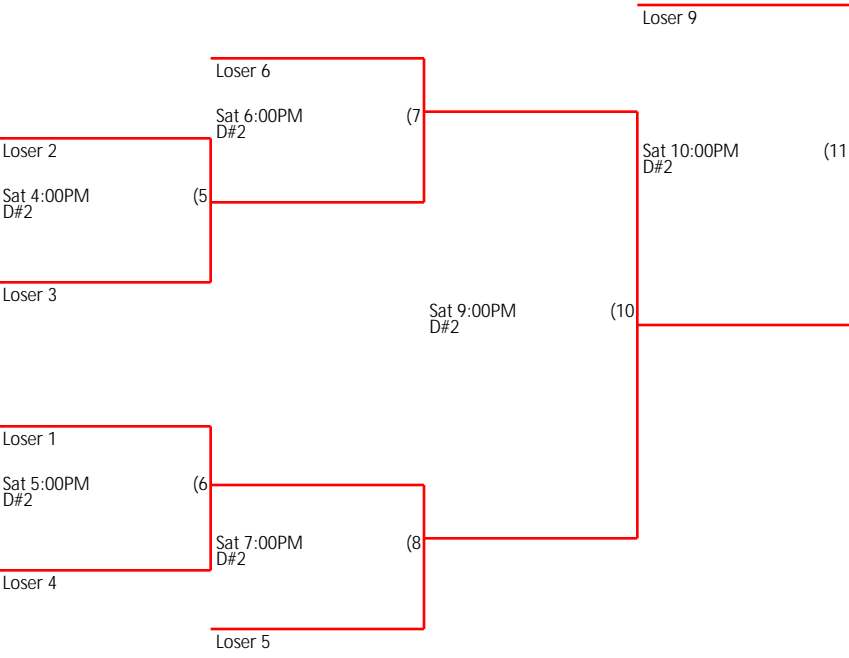 Loser 9
Loser 6
Sat 6:00PM (7
D#2
Loser 2
Sat 10:00PM (11
D#2
Sat 4:00PM (5
D#2
Loser 3
Sat 9:00PM (10
D#2
Loser 1
Sat 5:00PM (6
D#2
Sat 7:00PM (8
D#2
Loser 4
Loser 5